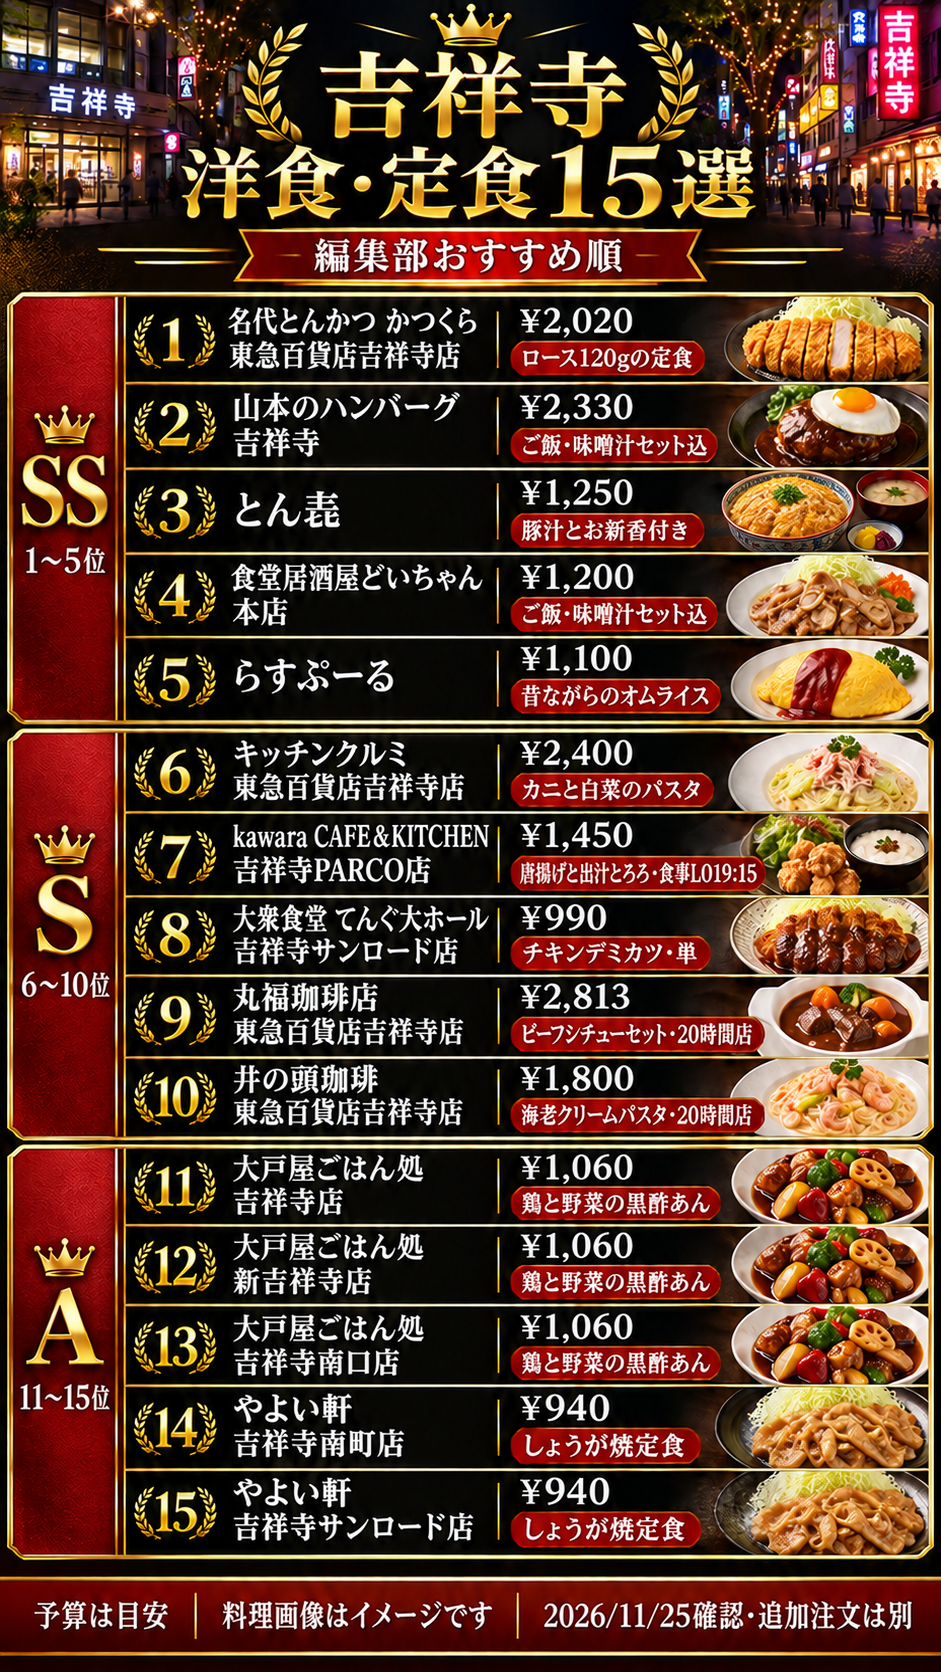 吉祥寺
吉祥寺
吉祥寺
洋食・定食15選
編集部おすすめ順
SS
1〜5位
1
名代とんかつ かつくら
東急百貨店吉祥寺店
¥2,020
ロース120gの定食
2
山本のハンバーグ
吉祥寺
¥2,330
ご飯・味噌汁セット込
3
とん㐂
¥1,250
豚汁とお新香付き
4
食堂居酒屋どいちゃん
本店
¥1,200
ご飯・味噌汁セット込
5
らすぷーる
¥1,100
昔ながらのオムライス
S
6〜10位
6
キッチンクルミ
東急百貨店吉祥寺店
¥2,400
カニと白菜のパスタ
7
kawara CAFE&KITCHEN
吉祥寺PARCO店
¥1,450
唐揚げと出汁とろろ・食事LO19:15
8
大衆食堂 てんぐ大ホール
吉祥寺サンロード店
¥990
チキンデミカツ・単
9
丸福珈琲店
東急百貨店吉祥寺店
¥2,813
ビーフシチューセット・20時間店
10
井の頭珈琲
東急百貨店吉祥寺店
¥1,800
海老クリームパスタ・20時間店
A
11〜15位
11
大戸屋ごはん処
吉祥寺店
¥1,060
鶏と野菜の黒酢あん
12
大戸屋ごはん処
新吉祥寺店
¥1,060
鶏と野菜の黒酢あん
13
大戸屋ごはん処
吉祥寺南口店
¥1,060
鶏と野菜の黒酢あん
14
やよい軒
吉祥寺南町店
¥940
しょうが焼定食
15
やよい軒
吉祥寺サンロード店
¥940
しょうが焼定食
予算は目安
料理画像はイメージです
2026/11/25確認・追加注文は別